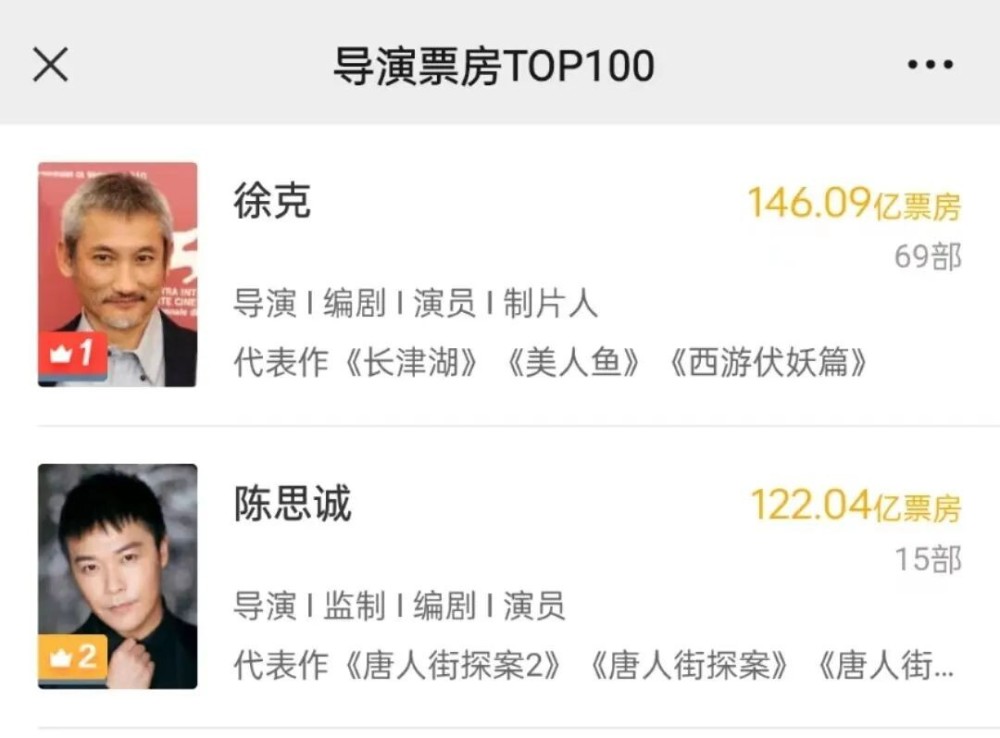 导演票房TOP100
徐克
146.09亿票房
69部
导演 | 编剧 | 演员 | 制片人
代表作《长津湖》《美人鱼》《西游伏妖篇》
1
陈思诚
122.04亿票房
15部
导演 | 监制 | 编剧 | 演员
代表作《唐人街探案2》《唐人街探案》《唐人街...
2